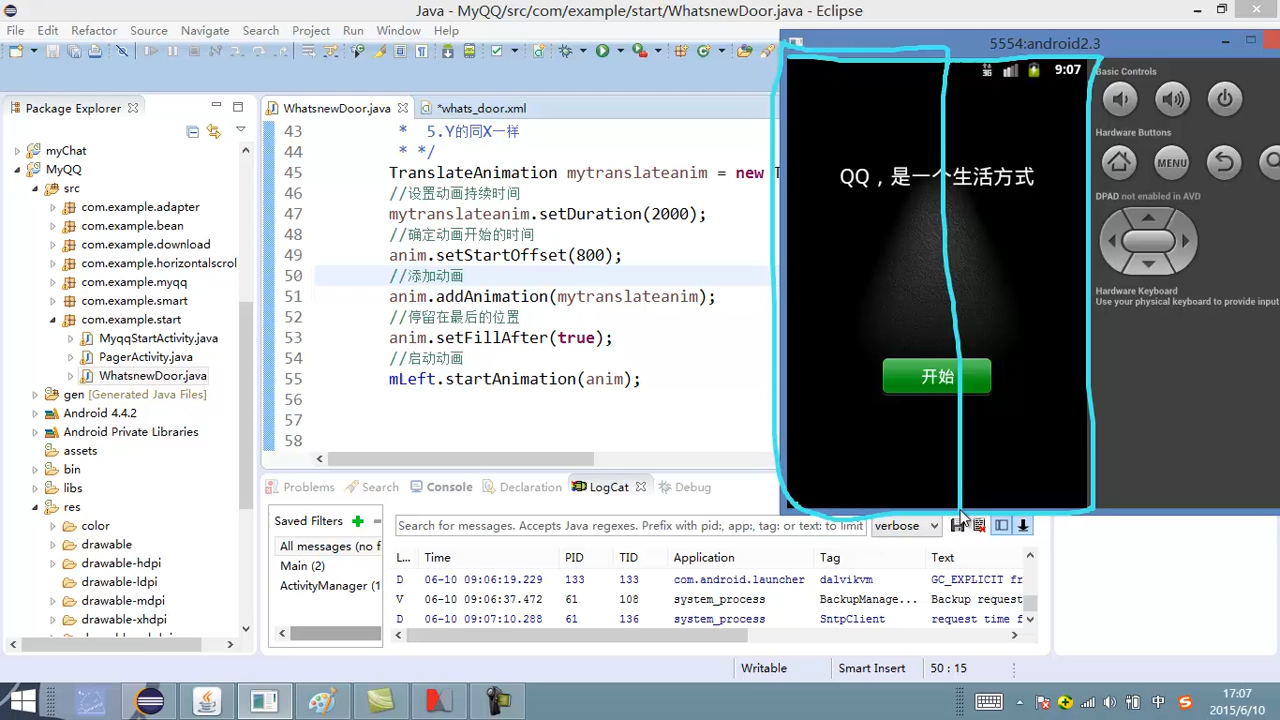 Java - MyQQ/src/com/example/start/WhatsnewDoor.java - Eclipse
File Edit Refactor Source Navigate Search Project Run Window Help
5554:android2.3
Package Explorer
myChat
MyQQ
src
com.example.adapter
com.example.bean
com.example.download
com.example.horizontalscrol
com.example.myqq
com.example.smart
com.example.start
MyqqStartActivity.java
PagerActivity.java
WhatsnewDoor.java
gen [Generated Java Files]
Android 4.4.2
Android Private Libraries
assets
bin
libs
res
color
drawable
drawable-hdpi
drawable-ldpi
drawable-mdpi
drawable-xhdpi
WhatsnewDoor.java
*whats_door.xml
43 * 5.Y的同X一样
44 * */
45 TranslateAnimation mytranslateanim = new T
46 //设置动画持续时间
47 mytranslateanim.setDuration(2000);
48 //确定动画开始的时间
49 anim.setStartOffset(800);
50 //添加动画
51 anim.addAnimation(mytranslateanim);
52 //停留在最后的位置
53 anim.setFillAfter(true);
54 //启动动画
55 mLeft.startAnimation(anim);
56
57
58
3G 9:07
QQ，是一个生活方式
开始
Basic Controls
Hardware Buttons
MENU
DPAD not enabled in AVD
Hardware Keyboard
Use your physical keyboard to provide input
Problems Search Console Declaration LogCat Debug
Saved Filters
All messages (no f
Main (2)
ActivityManager (1
Search for messages. Accepts Java regexes. Prefix with pid:, app:, tag: or text: to limit
verbose
L... Time PID TID Application Tag Text
D 06-10 09:06:19.229 133 133 com.android.launcher dalvikvm GC_EXPLICIT fr
V 06-10 09:06:37.472 61 108 system_process BackupManage... Backup request
D 06-10 09:07:10.288 61 136 system_process SntpClient request time f
Writable Smart Insert 50 : 15
中
17:07
2015/6/10